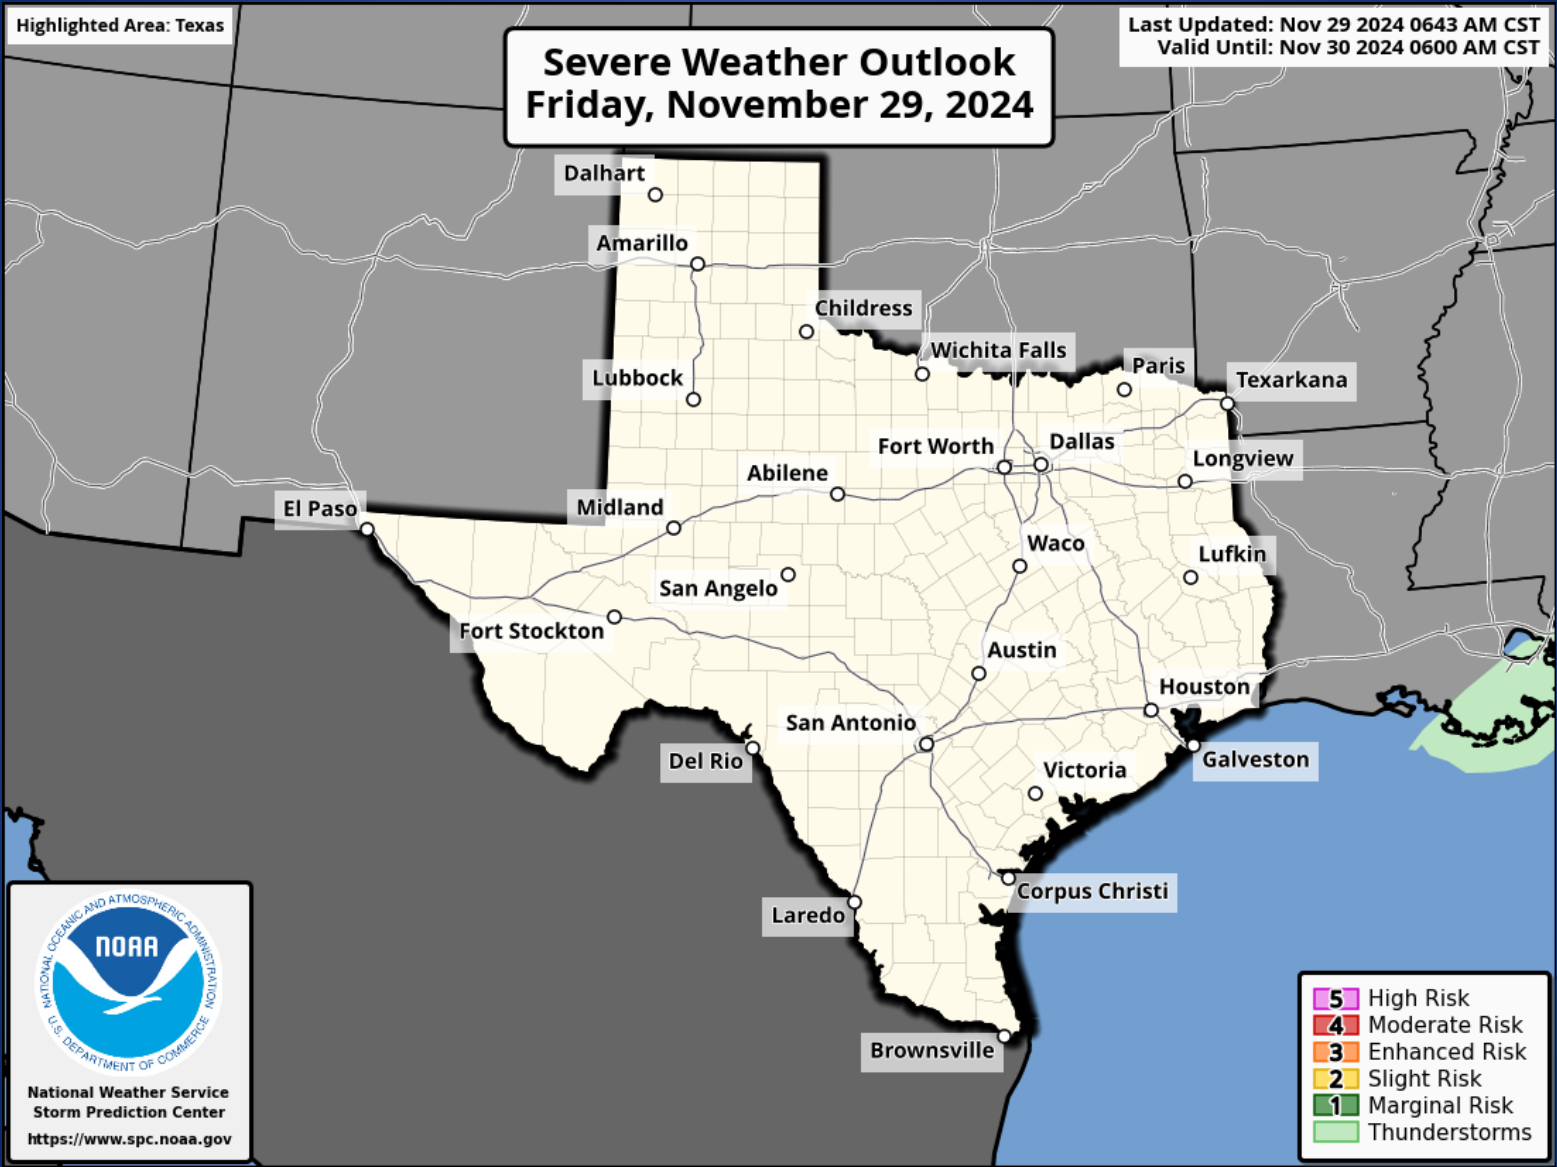 Highlighted Area: Texas
Severe Weather Outlook
Friday, November 29, 2024
Last Updated: Nov 29 2024 0643 AM CST
Valid Until: Nov 30 2024 0600 AM CST
Dalhart
Amarillo
Childress
Wichita Falls
Paris
Lubbock
Texarkana
Fort Worth
Dallas
Longview
Abilene
El Paso
Midland
Waco
Lufkin
San Angelo
Fort Stockton
Austin
Houston
San Antonio
Del Rio
Galveston
Victoria
Corpus Christi
Laredo
Brownsville
NATIONAL OCEANIC AND ATMOSPHERIC ADMINISTRATION
NOAA
U.S. DEPARTMENT OF COMMERCE
National Weather Service
Storm Prediction Center
https://www.spc.noaa.gov
5 High Risk
4 Moderate Risk
3 Enhanced Risk
2 Slight Risk
1 Marginal Risk
Thunderstorms